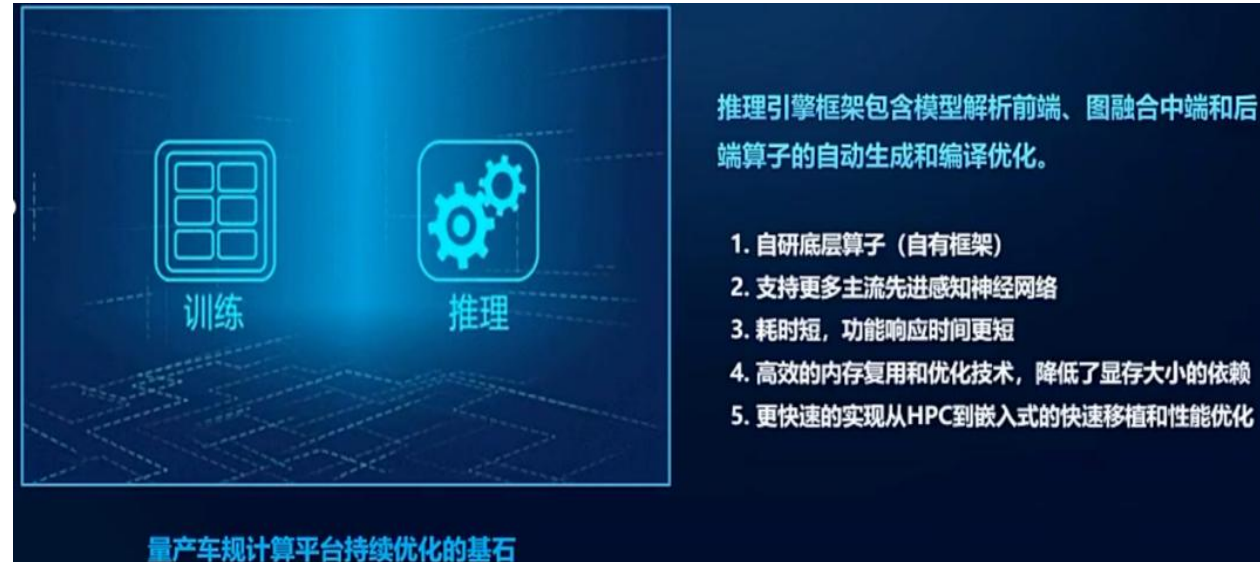 训练
推理
量产车规计算平台持续优化的基石
推理引擎框架包含模型解析前端、图融合中端和后
端算子的自动生成和编译优化。
1. 自研底层算子（自有框架）
2. 支持更多主流先进感知神经网络
3. 耗时短，功能响应时间更短
4. 高效的内存复用和优化技术，降低了显存大小的依赖
5. 更快速的实现从HPC到嵌入式的快速移植和性能优化